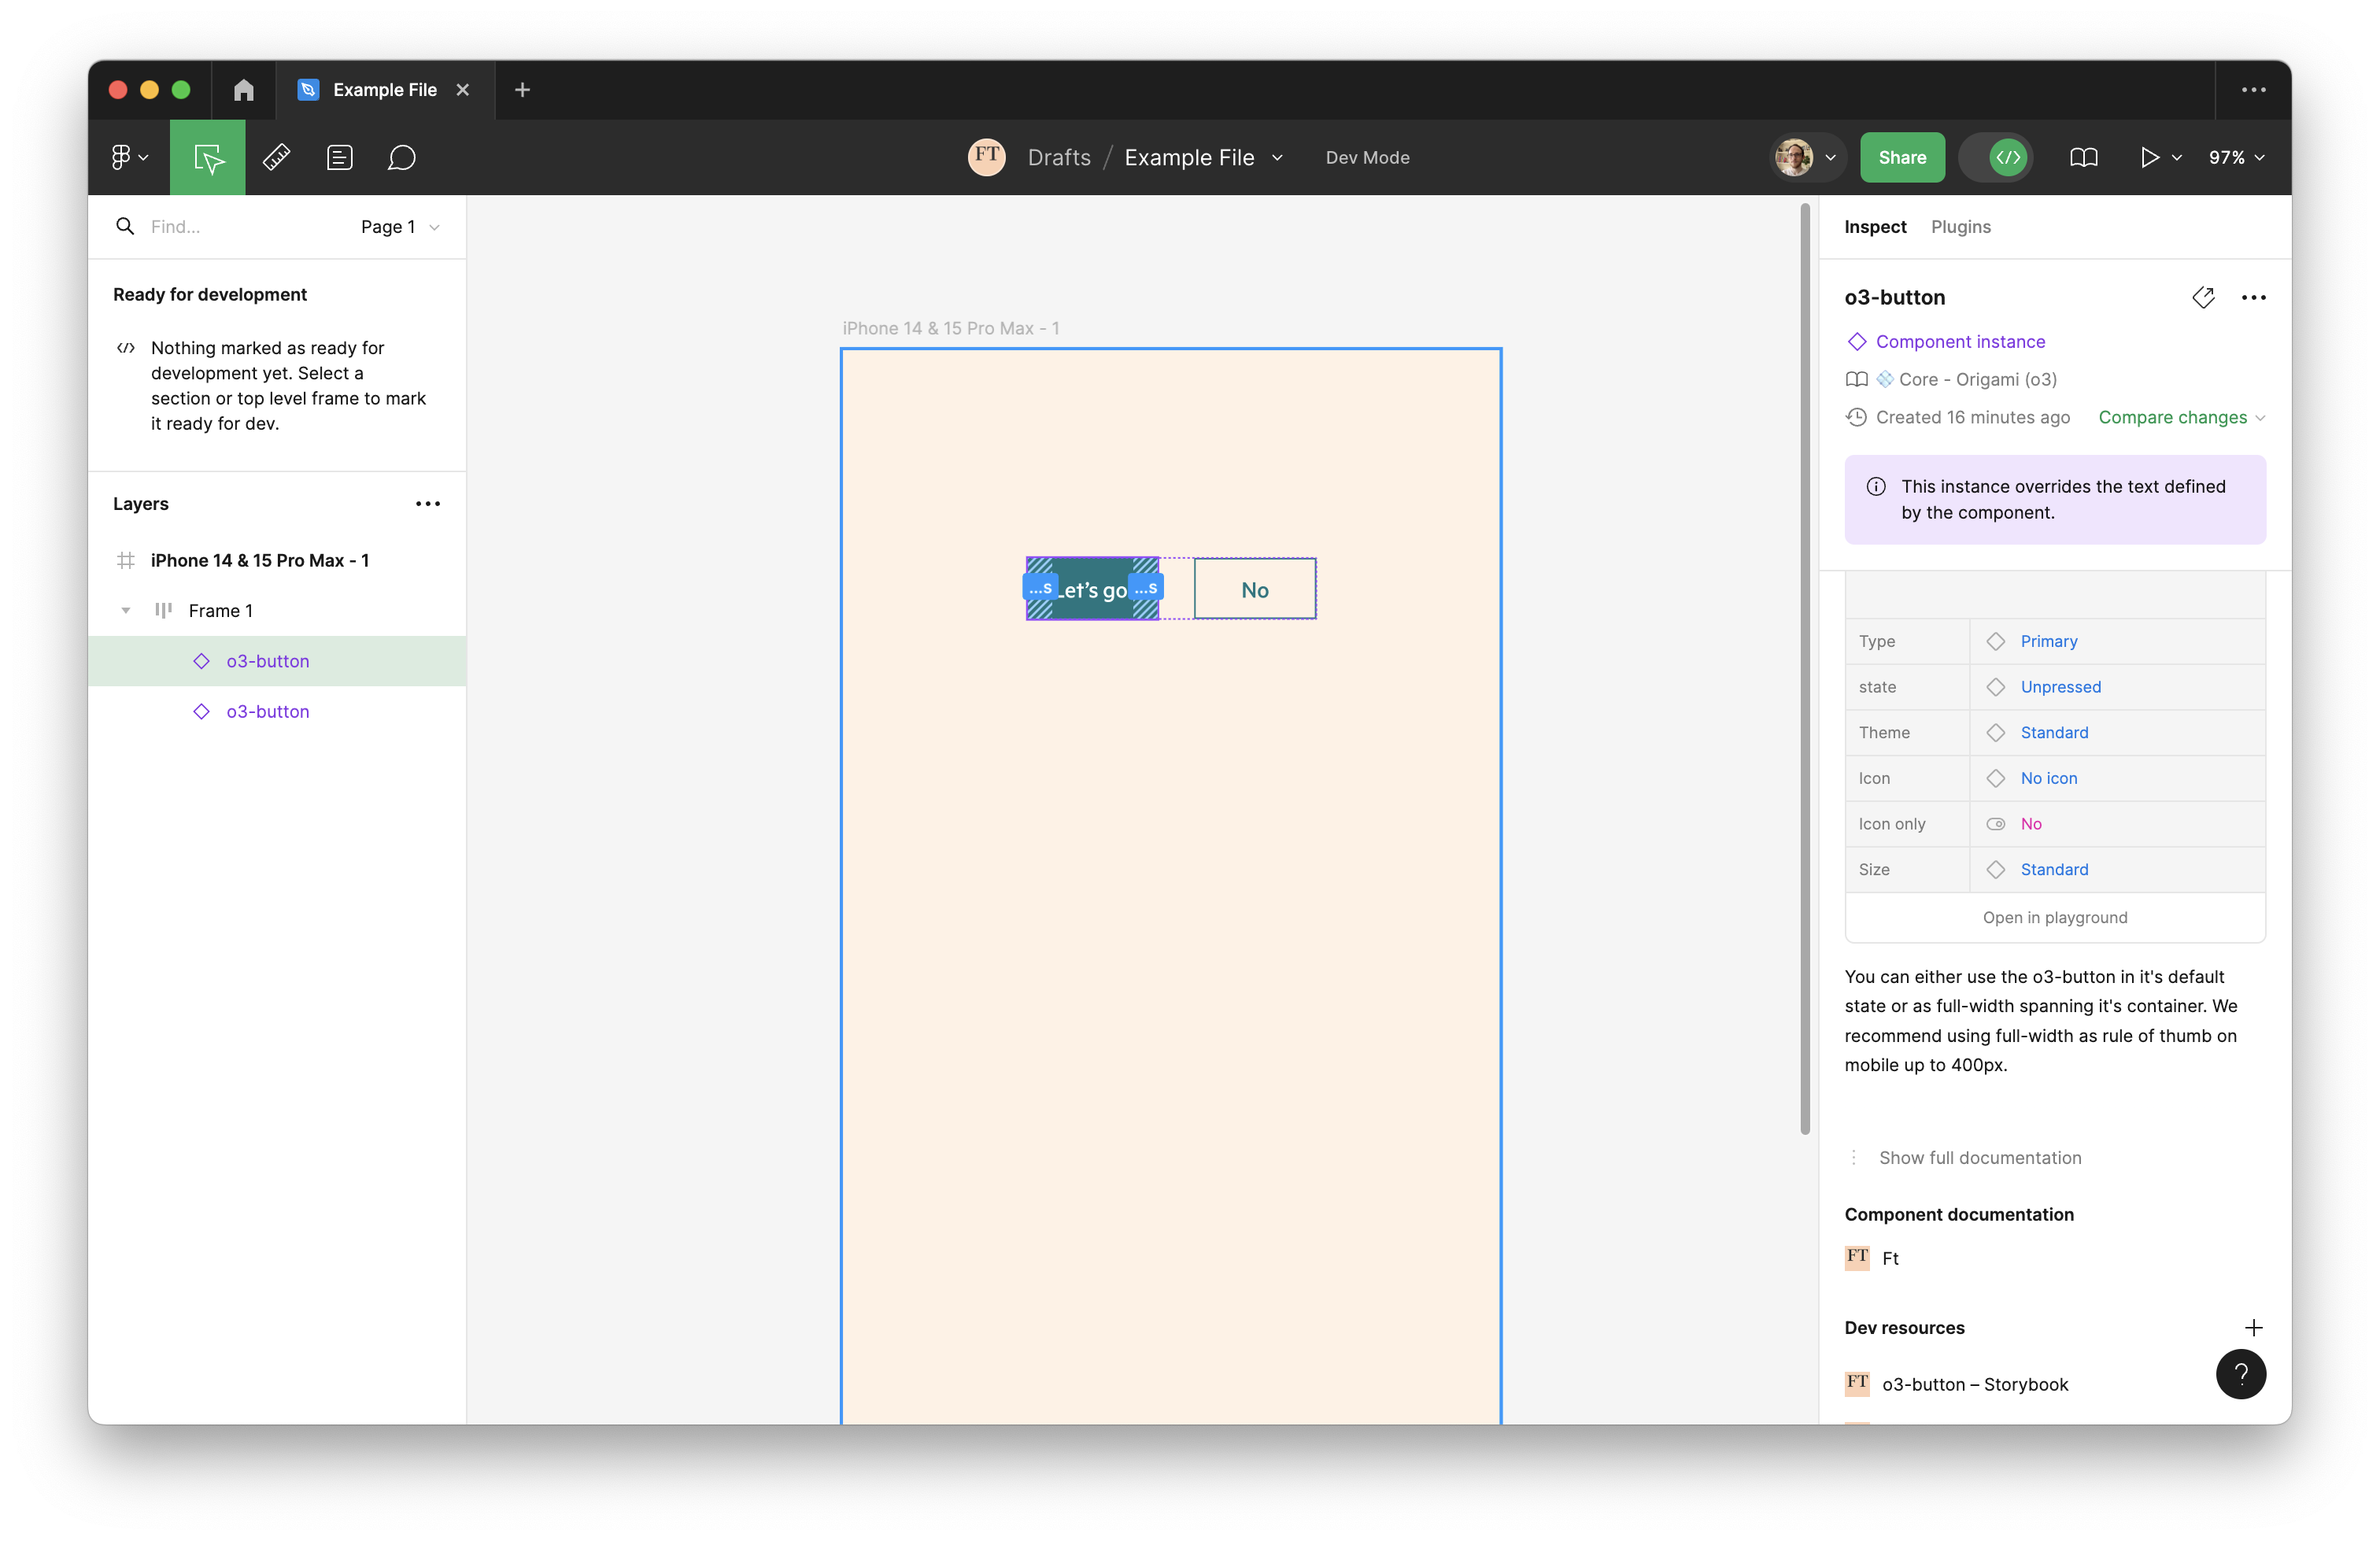 Example File
FT
Drafts / Example File
Dev Mode
Share
97%
Find...
Page 1
Ready for development
Nothing marked as ready for
development yet. Select a
section or top level frame to mark
it ready for dev.
Layers
iPhone 14 & 15 Pro Max - 1
Frame 1
o3-button
o3-button
iPhone 14 & 15 Pro Max - 1
...s
Let’s go
...s
No
Inspect
Plugins
o3-button
Component instance
Core - Origami (o3)
Created 16 minutes ago
Compare changes
This instance overrides the text defined
by the component.
Type
Primary
state
Unpressed
Theme
Standard
Icon
No icon
Icon only
No
Size
Standard
Open in playground
You can either use the o3-button in it's default
state or as full-width spanning it's container. We
recommend using full-width as rule of thumb on
mobile up to 400px.
Show full documentation
Component documentation
FT
Ft
Dev resources
FT
o3-button – Storybook
?